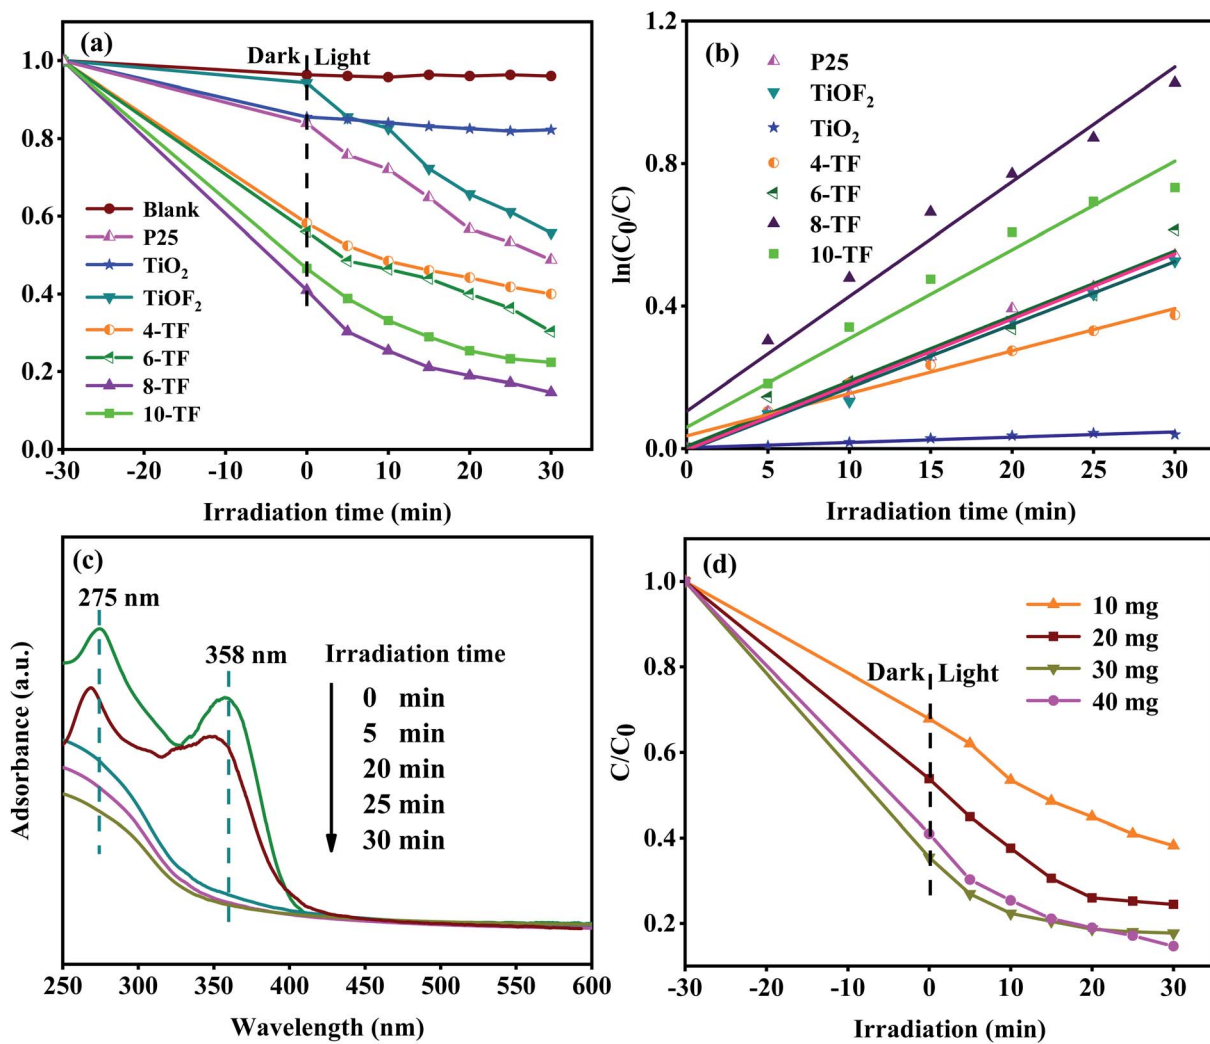 (a)
Dark
Light
1.0
0.8
0.6
0.4
0.2
0.0
Blank
P25
TiO2
TiOF2
4-TF
6-TF
8-TF
10-TF
-30
-20
-10
0
10
20
30
Irradiation time (min)
(b)
ln(C0/C)
1.2
0.8
0.4
0.0
P25
TiOF2
TiO2
4-TF
6-TF
8-TF
10-TF
0
5
10
15
20
25
30
Irradiation time (min)
(c)
275 nm
358 nm
Irradiation time
0 min
5 min
20 min
25 min
30 min
Adsorbance (a.u.)
250
300
350
400
450
500
550
600
Wavelength (nm)
(d)
C/C0
1.0
0.8
0.6
0.4
0.2
Dark
Light
10 mg
20 mg
30 mg
40 mg
-30
-20
-10
0
10
20
30
Irradiation (min)